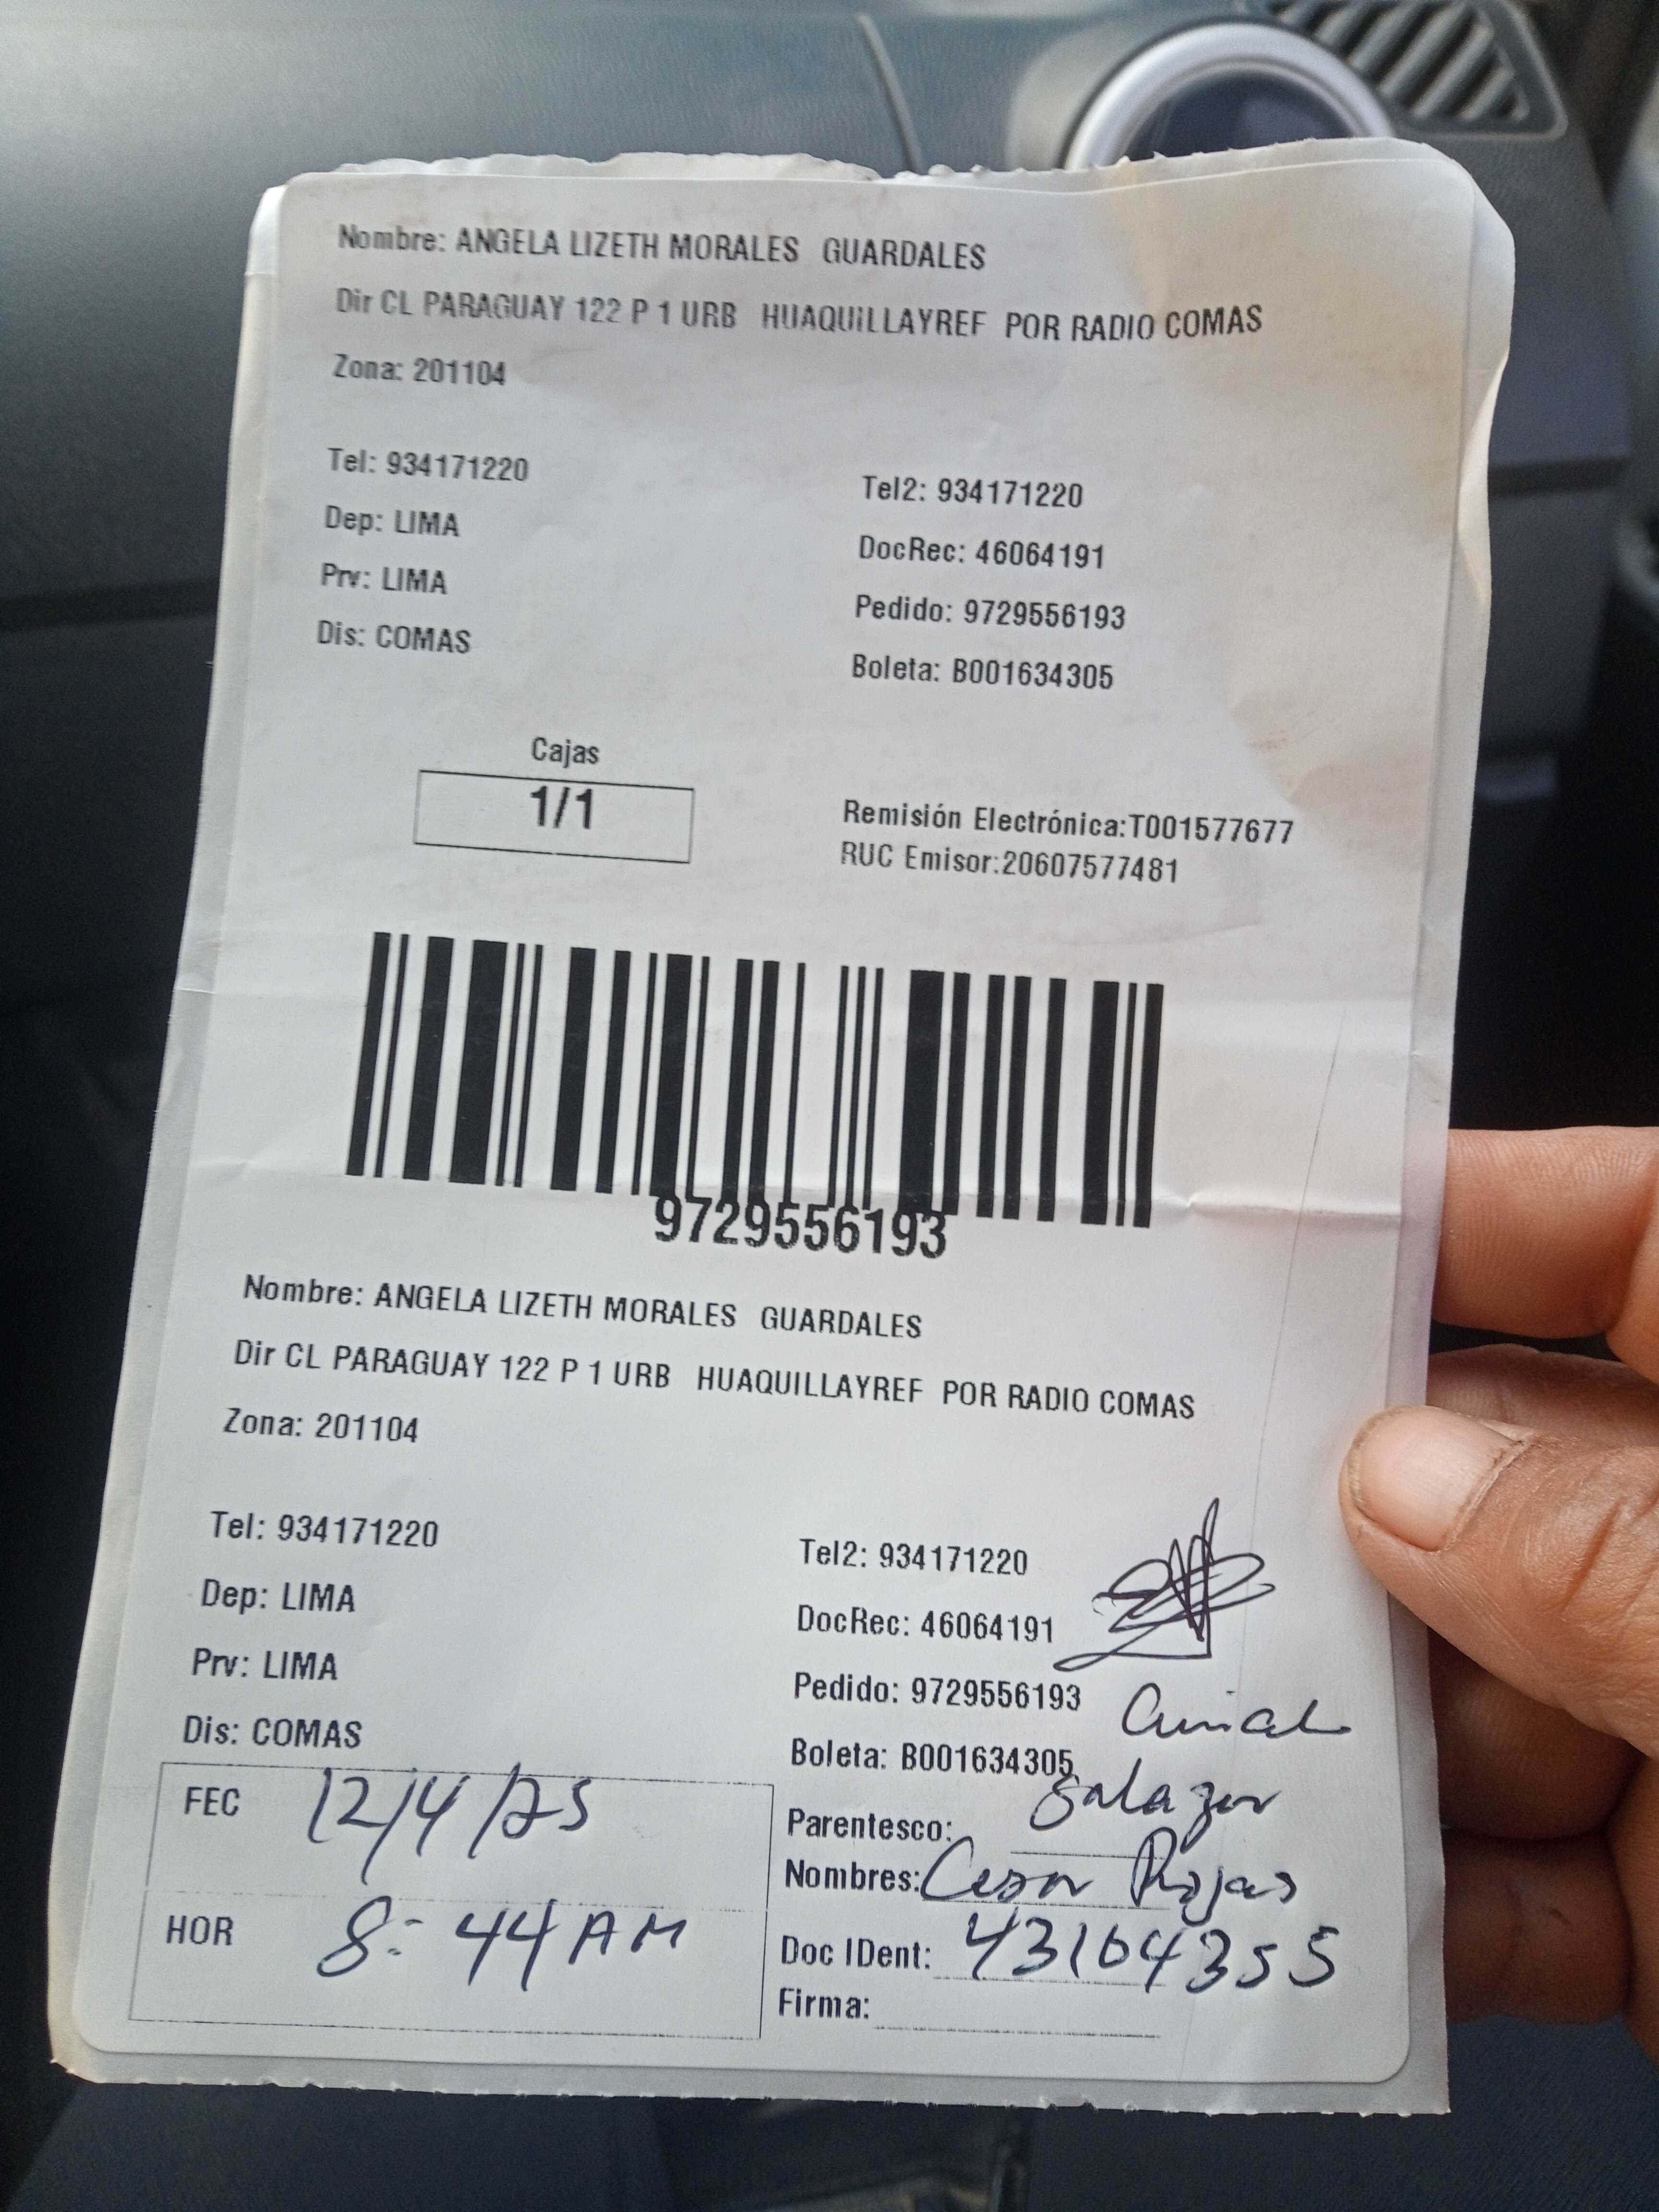 Nombre: ANGELA LIZETH MORALES GUARDALES
Dir CL PARAGUAY 122 P 1 URB HUAQUILLAYREF POR RADIO COMAS
Zona: 201104
Tel: 934171220
Tel2: 934171220
Dep: LIMA
DocRec: 46064191
Prv: LIMA
Pedido: 9729556193
Dis: COMAS
Boleta: B001634305
Cajas
1/1
Remisión Electrónica:T001577677
RUC Emisor:20607577481
9729556193
Nombre: ANGELA LIZETH MORALES GUARDALES
Dir CL PARAGUAY 122 P 1 URB HUAQUILLAYREF POR RADIO COMAS
Zona: 201104
Tel: 934171220
Tel2: 934171220
Dep: LIMA
DocRec: 46064191
Prv: LIMA
Pedido: 9729556193
Dis: COMAS
Boleta: B001634305
FEC 12/4/25
Salazar
Parentesco:
Nombres: Cesar Rojas
HOR 8:44 AM
Doc IDent: 43104355
Firma: